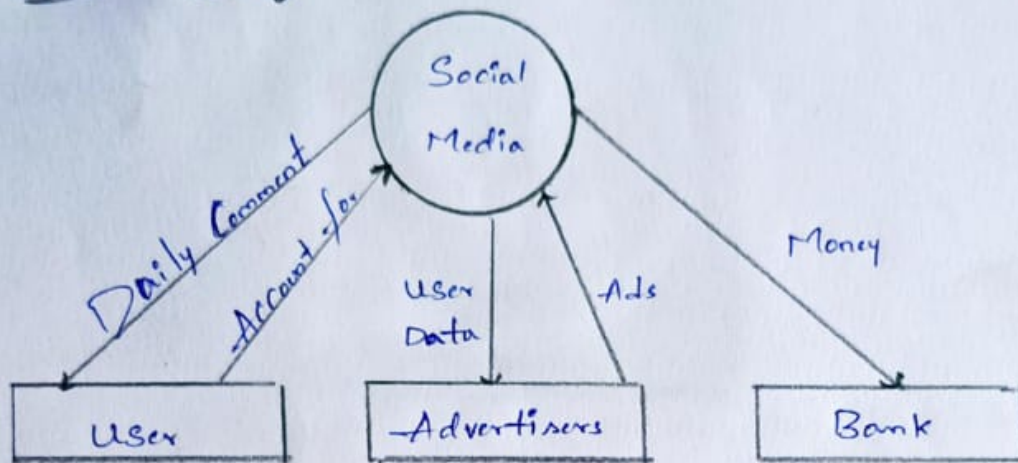 Social
Media
Daily Comment
Account for
User
Data
Ads
Money
User
Advertisers
Bank